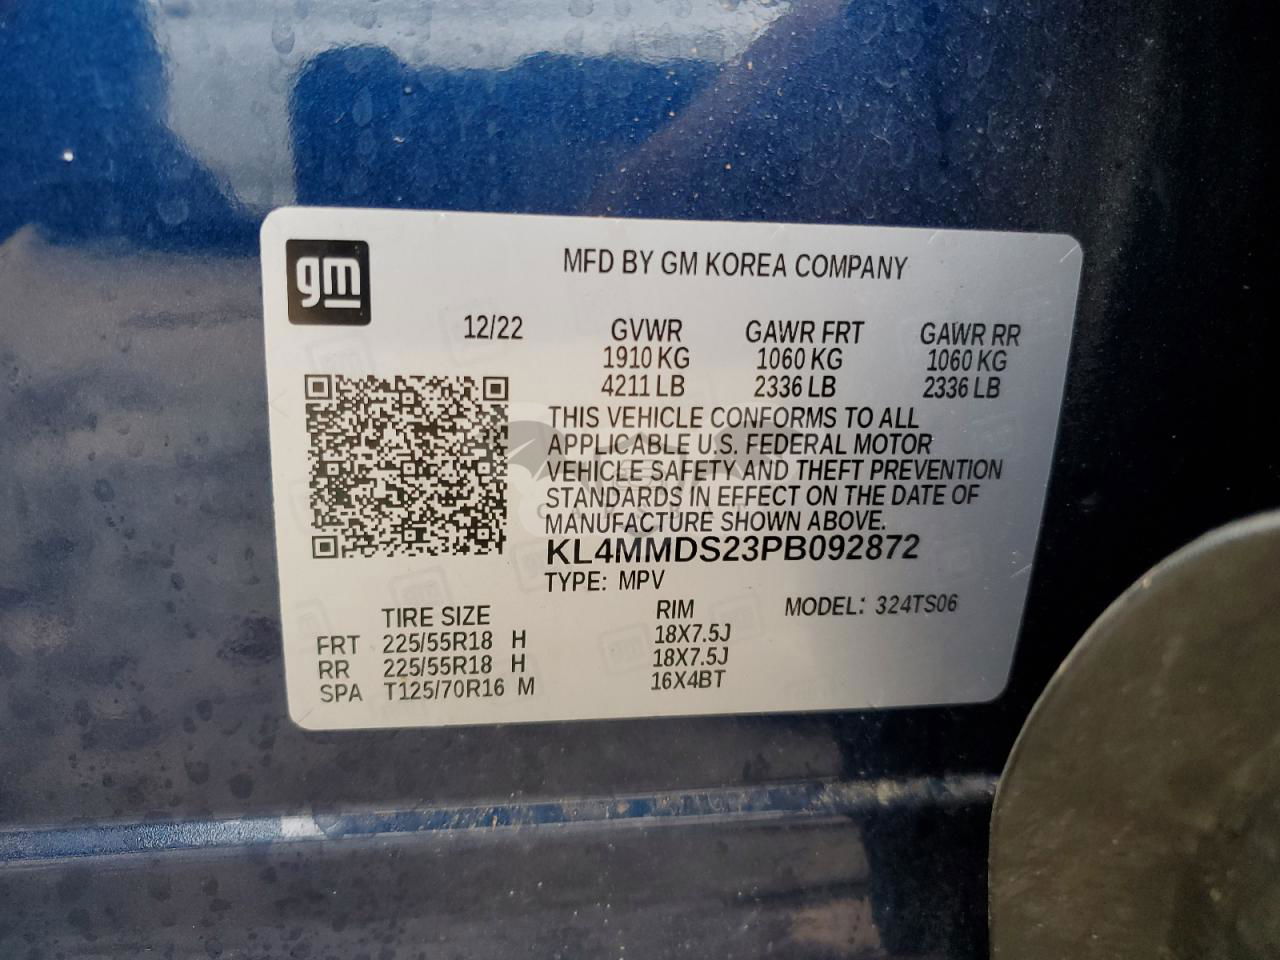 gm
MFD BY GM KOREA COMPANY
12/22 GVWR GAWR FRT GAWR RR
1910 KG 1060 KG 1060 KG
4211 LB 2336 LB 2336 LB
THIS VEHICLE CONFORMS TO ALL
APPLICABLE U.S. FEDERAL MOTOR
VEHICLE SAFETY AND THEFT PREVENTION
STANDARDS IN EFFECT ON THE DATE OF
MANUFACTURE SHOWN ABOVE.
KL4MMDS23PB092872
TYPE: MPV
TIRE SIZE RIM MODEL: 324TS06
FRT 225/55R18 H 18X7.5J
RR 225/55R18 H 18X7.5J
SPA T125/70R16 M 16X4BT